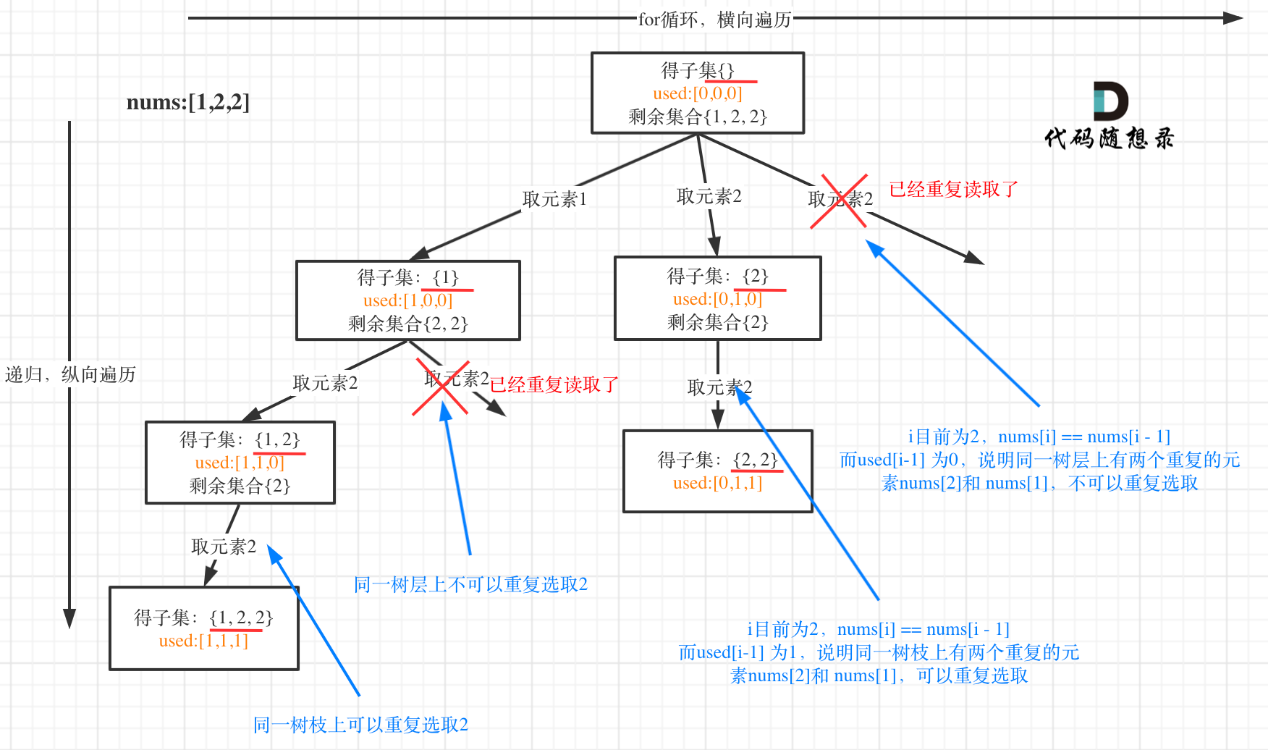 for循环，横向遍历
得子集{}
used:[0,0,0]
剩余集合{1, 2, 2}
nums:[1,2,2]
代码随想录
取元素1
取元素2
取元素2
已经重复读取了
得子集：{1}
used:[1,0,0]
剩余集合{2, 2}
得子集：{2}
used:[0,1,0]
剩余集合{2}
递归，纵向遍历
取元素2
取元素2
已经重复读取了
取元素2
得子集：{1, 2}
used:[1,1,0]
剩余集合{2}
得子集：{2, 2}
used:[0,1,1]
i目前为2，nums[i] == nums[i - 1]
而used[i-1] 为0，说明同一树层上有两个重复的元
素nums[2]和 nums[1]，不可以重复选取
取元素2
同一树层上不可以重复选取2
得子集：{1, 2, 2}
used:[1,1,1]
i目前为2，nums[i] == nums[i - 1]
而used[i-1] 为1，说明同一树枝上有两个重复的元
素nums[2]和 nums[1]，可以重复选取
同一树枝上可以重复选取2